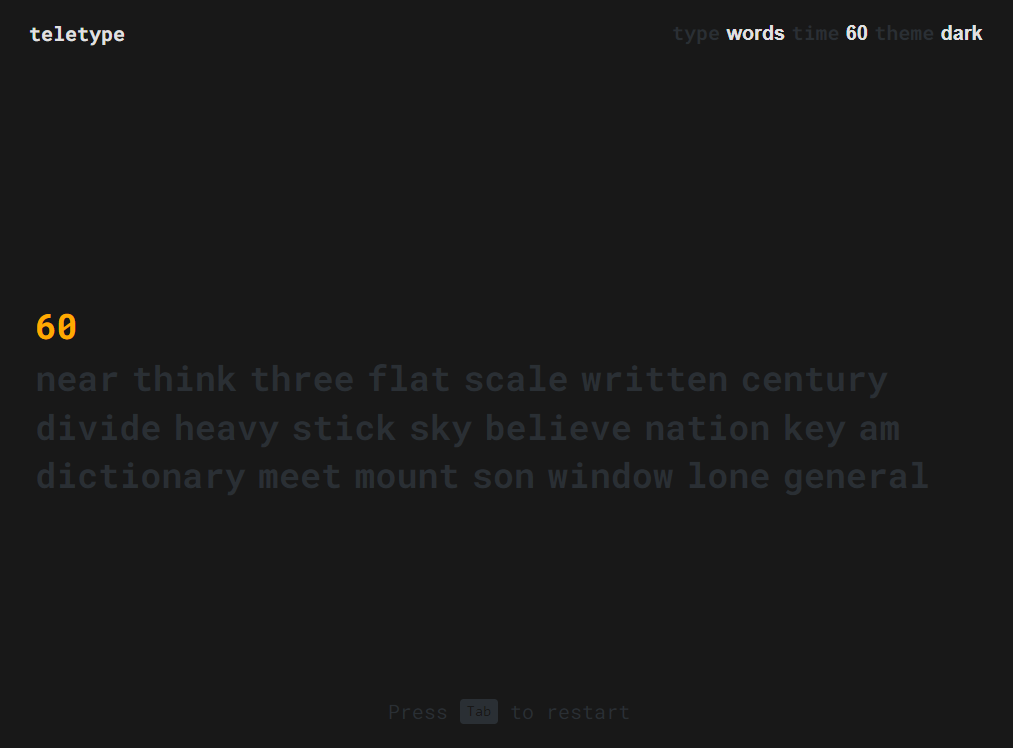 teletype
type words time 60 theme dark
60
near think three flat scale written century
divide heavy stick sky believe nation key am
dictionary meet mount son window lone general
Press Tab to restart